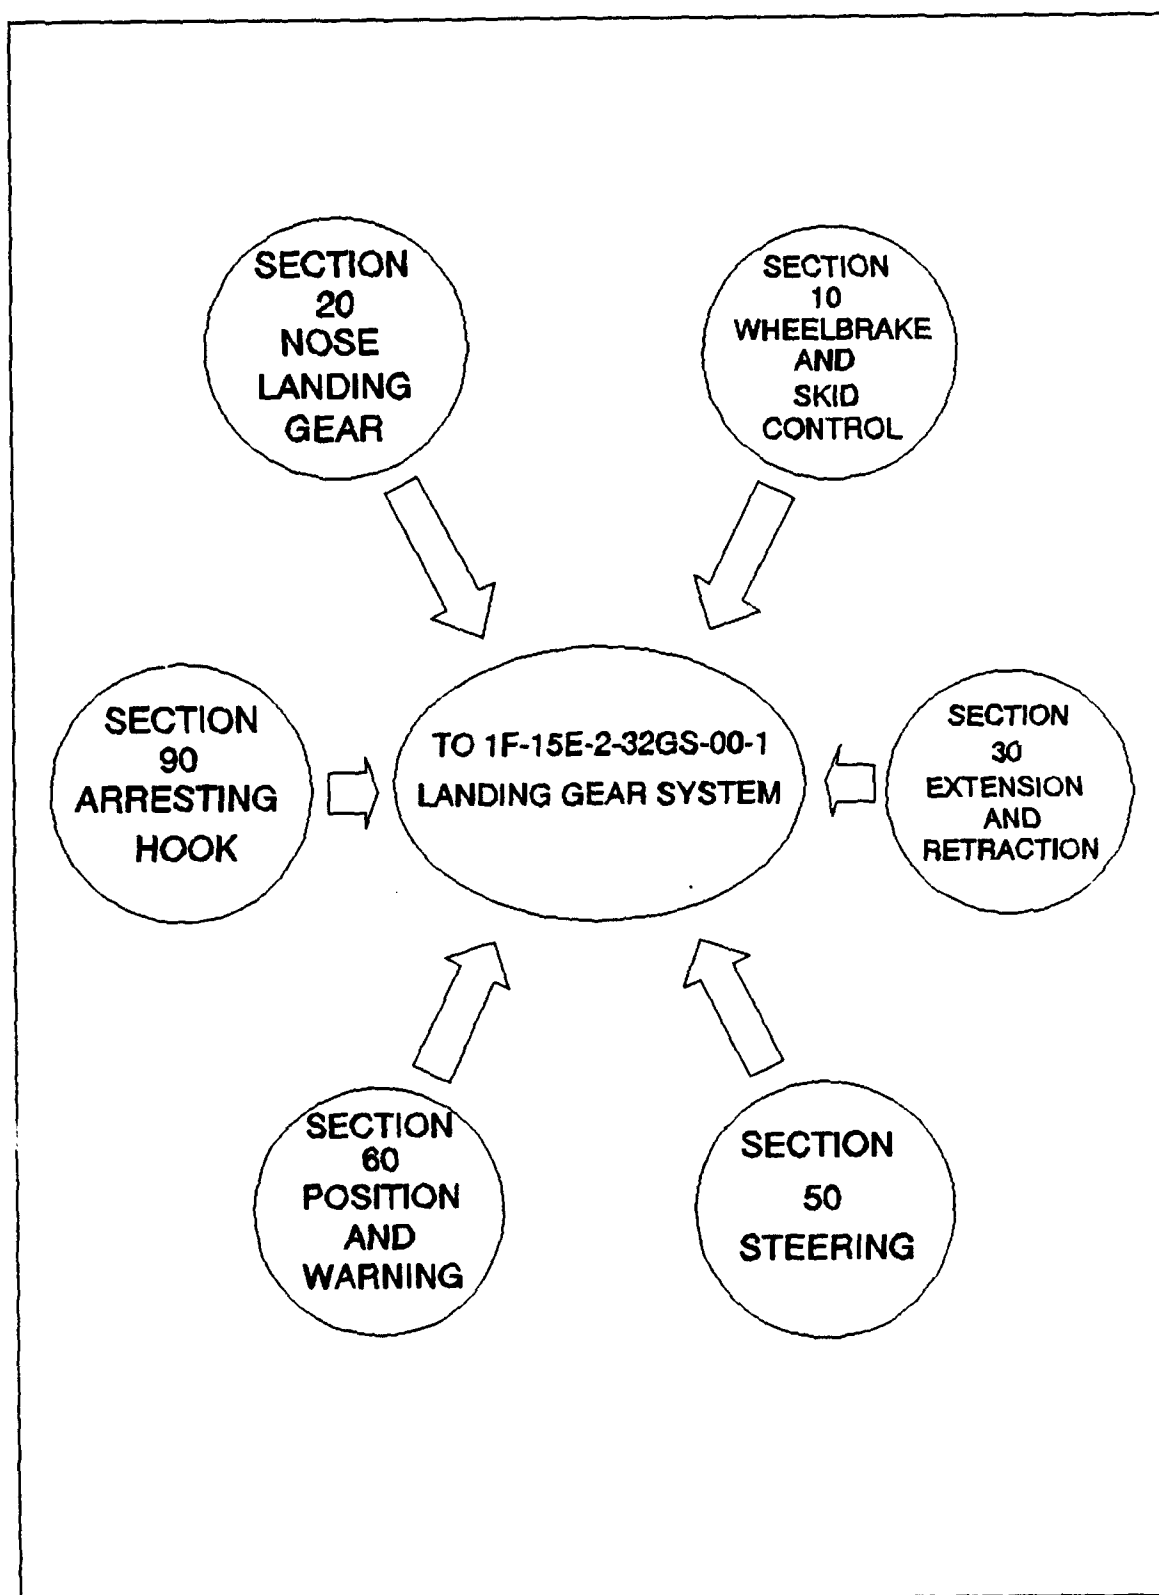 SECTION
20
NOSE
LANDING
GEAR
SECTION
10
WHEELBRAKE
AND
SKID
CONTROL
SECTION
90
ARRESTING
HOOK
TO 1F-15E-2-32GS-00-1
LANDING GEAR SYSTEM
SECTION
30
EXTENSION
AND
RETRACTION
SECTION
60
POSITION
AND
WARNING
SECTION
50
STEERING